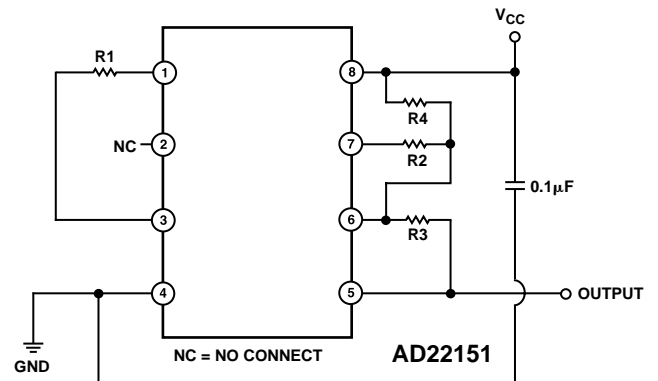 VCC
R1
1
8
R4
NC
2
7
R2
0.1μF
3
6
R3
4
5
OUTPUT
GND
NC = NO CONNECT
AD22151